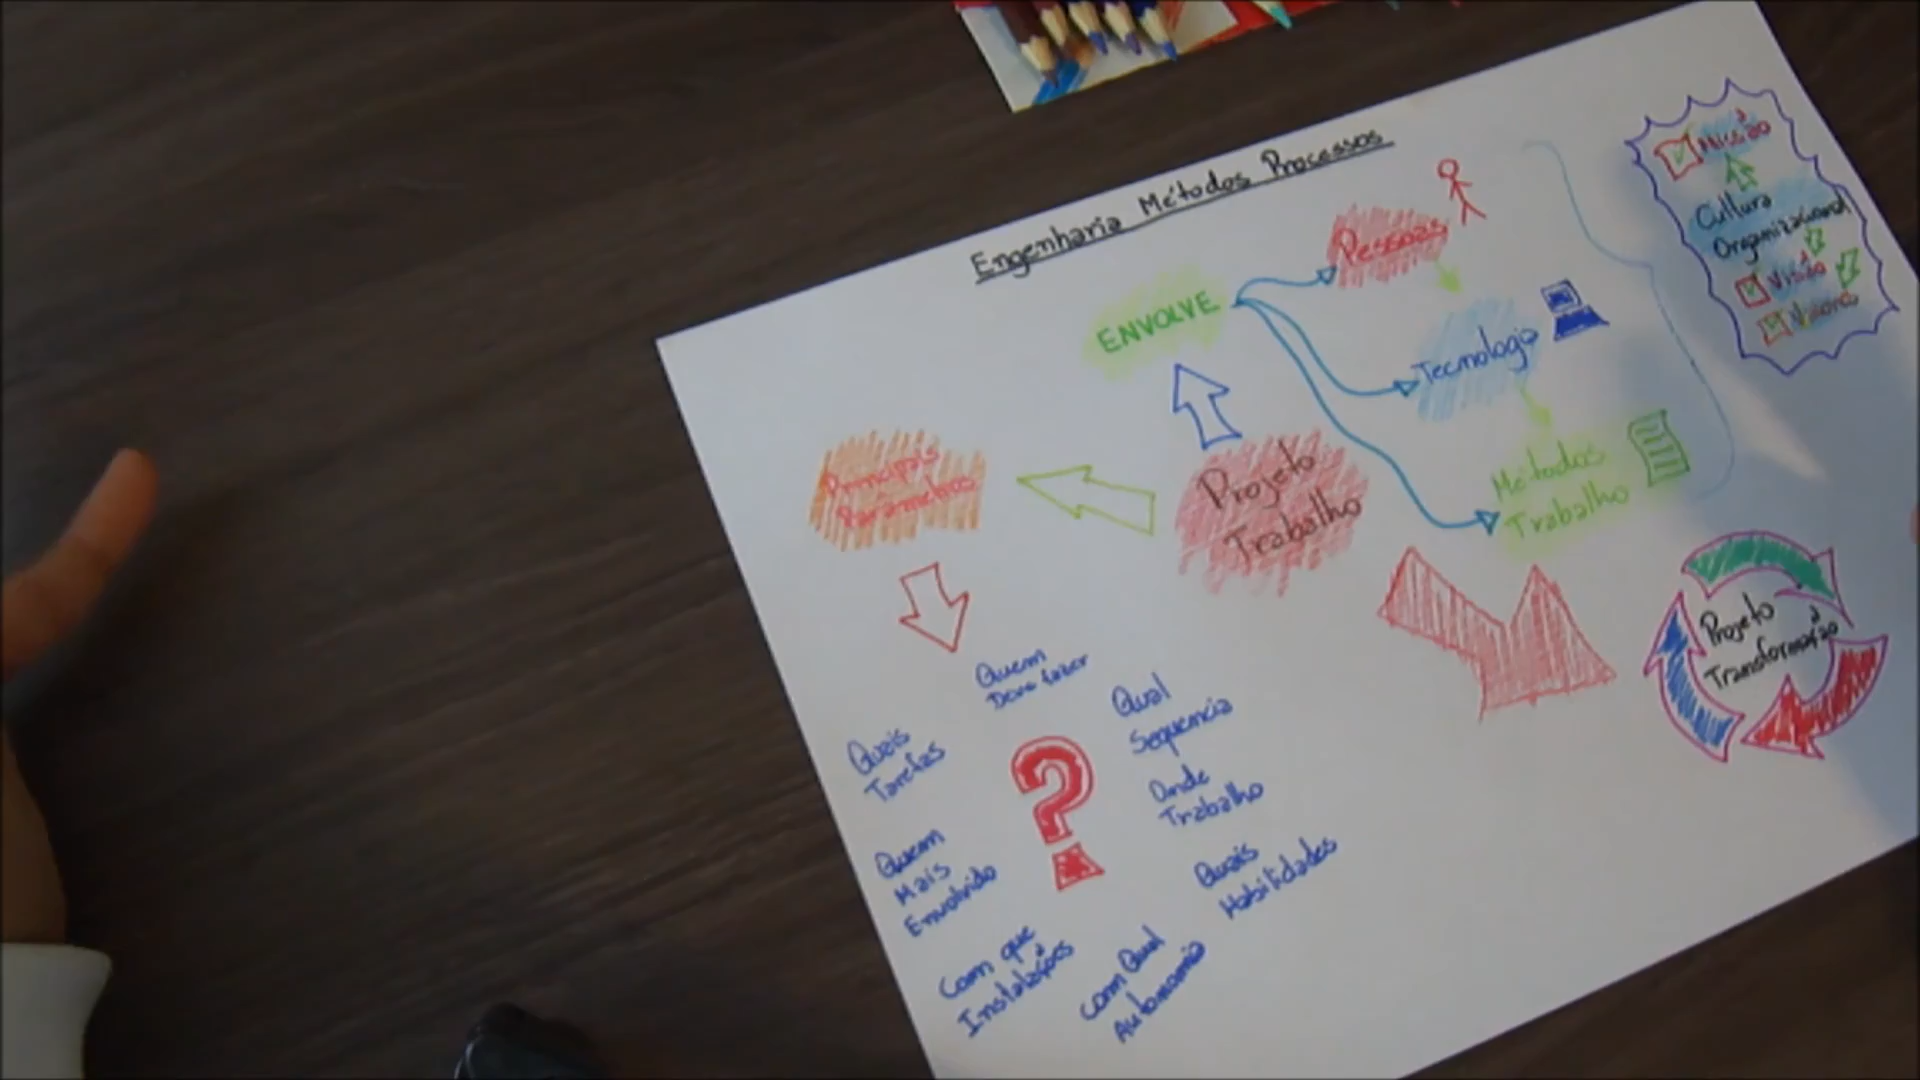 Engenharia Métodos Processos
ENVOLVE
Pessoas
Tecnologia
Métodos
Trabalho
Missão
Cultura
Organizacional
Visão
Valores
Principais
Parâmetros
Projeto
Trabalho
Projeto
Transformação
Quem
Deve fazer
Qual
Sequencia
Onde
Trabalho
Quais
Habilidades
Com Qual
Autonomia
Com que
Instalações
Quem
Mais
Envolvido
Quais
Tarefas
?